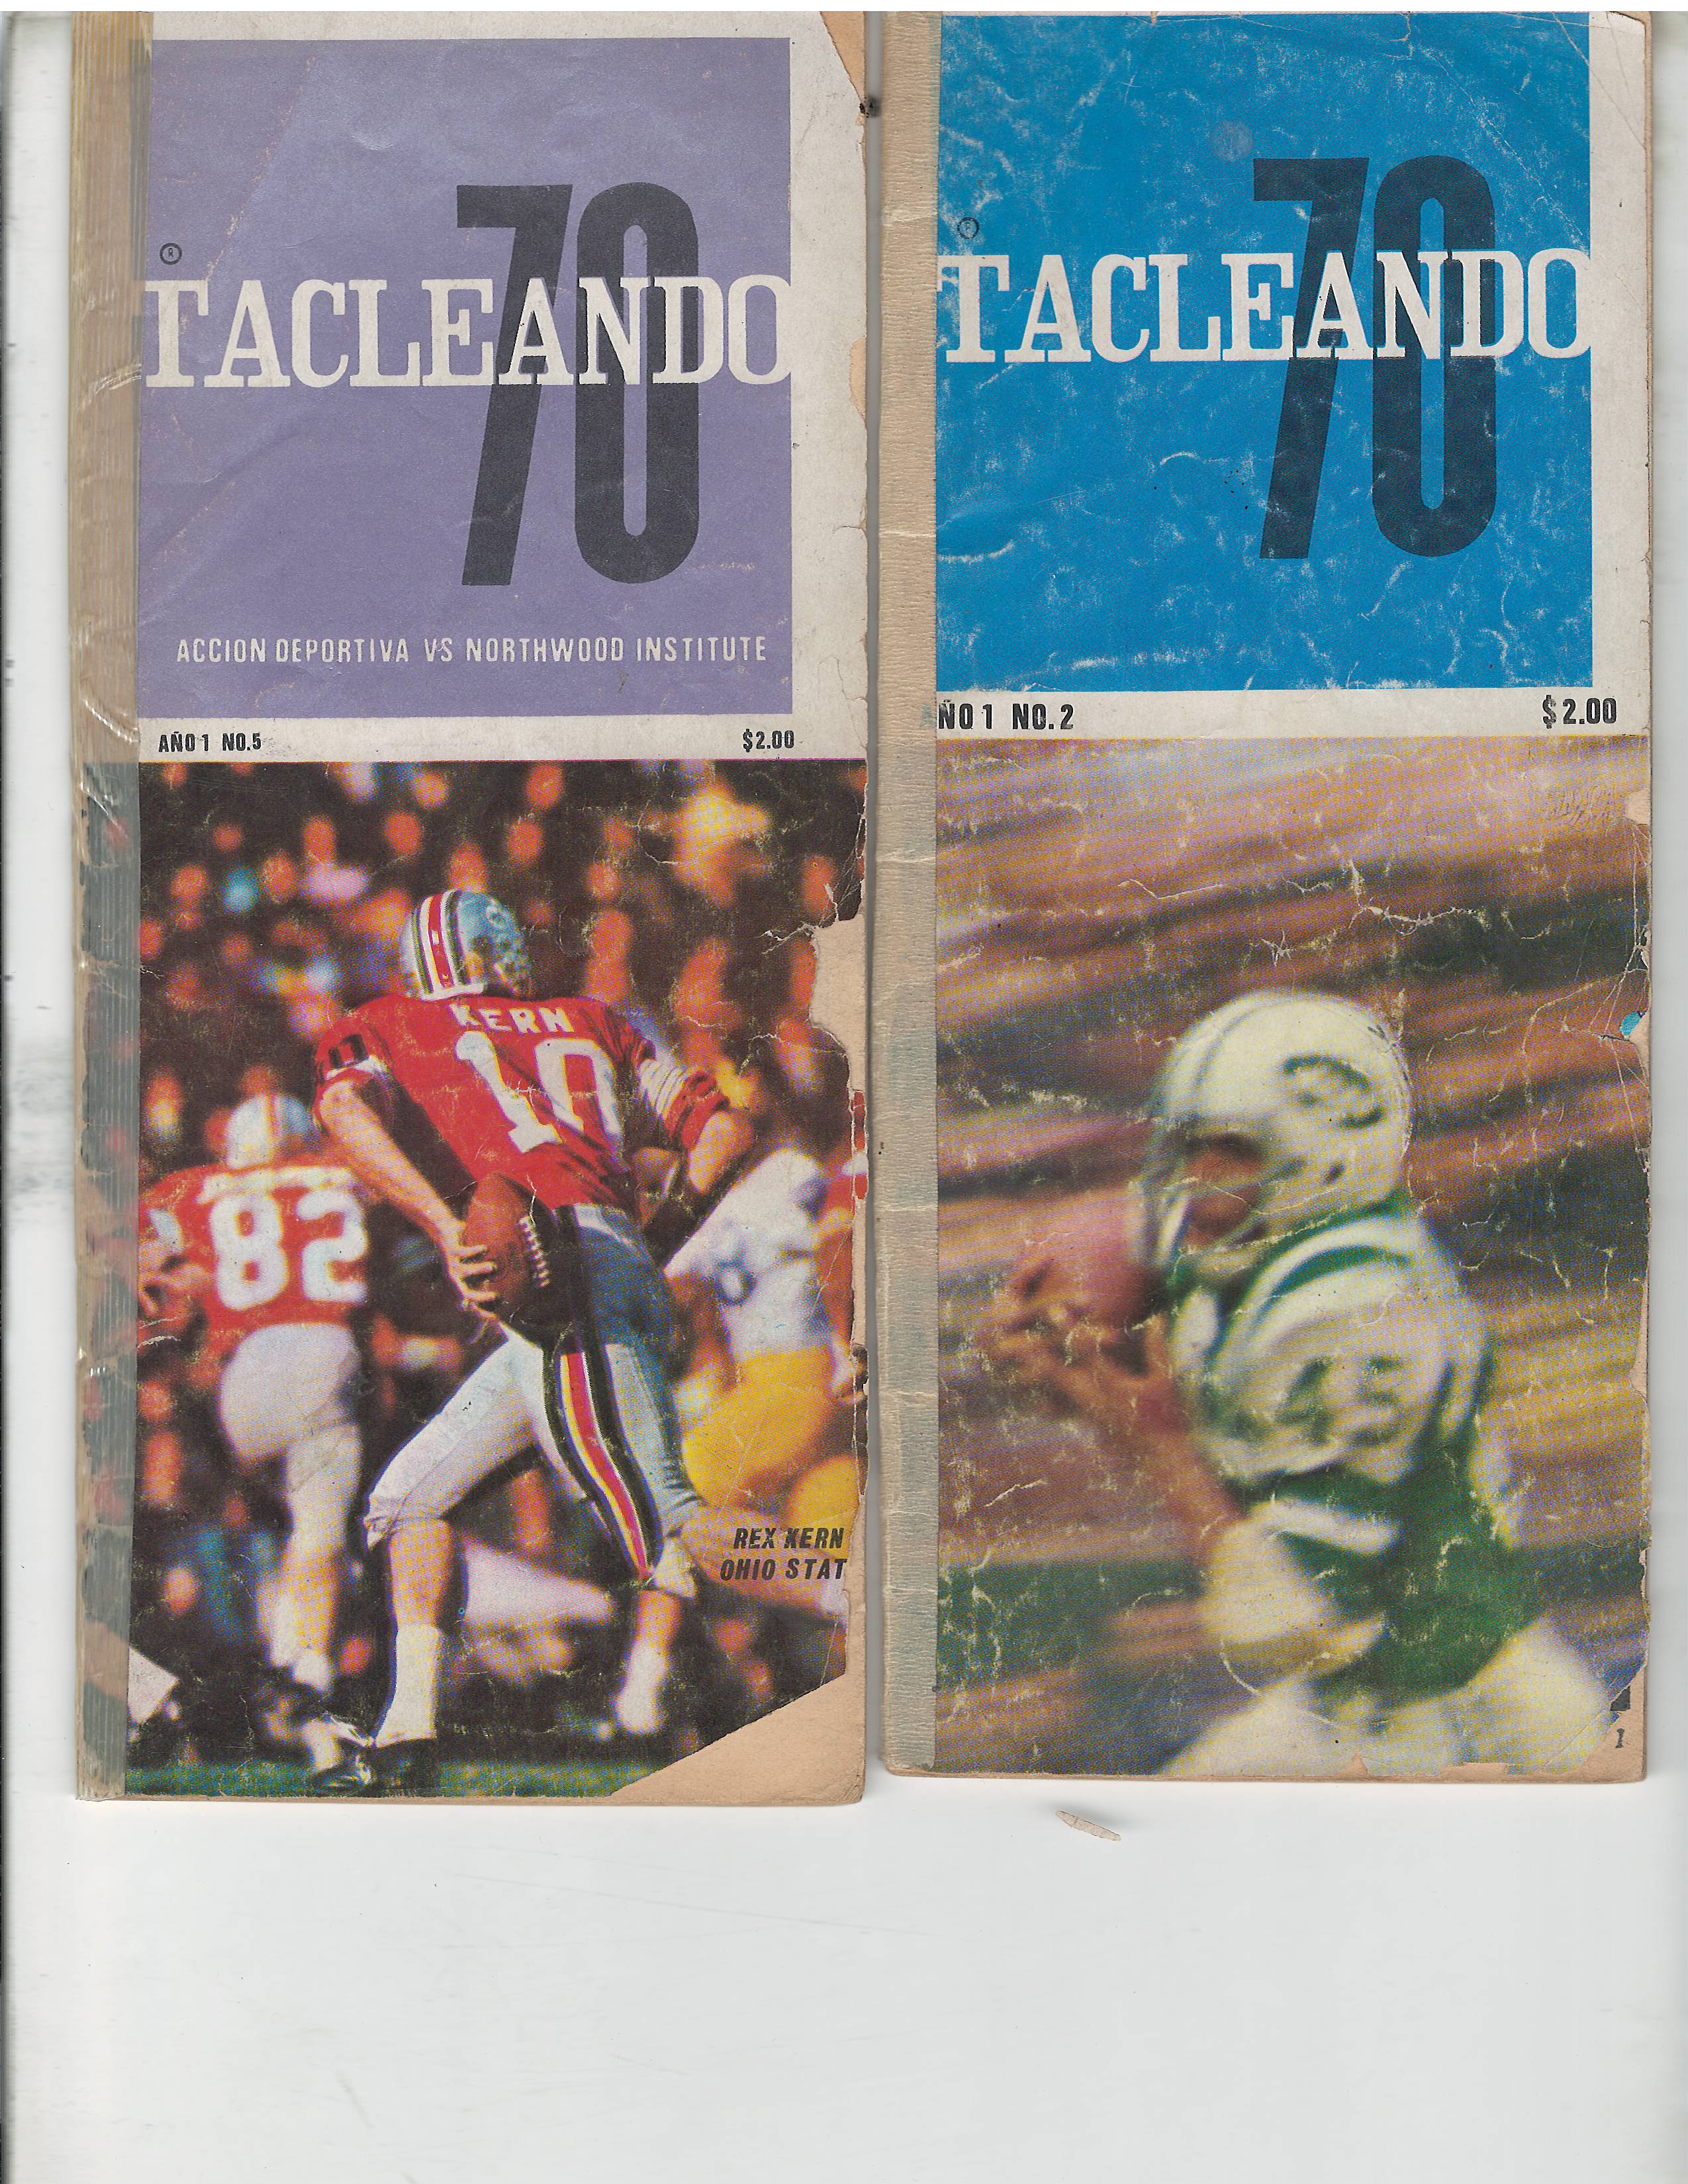 70
®
TACLEANDO
ACCION DEPORTIVA VS NORTHWOOD INSTITUTE
AÑO 1 NO.5 $2.00
KERN
10
82
REX KERN
OHIO STAT
70
®
TACLEANDO
ÑO 1 NO.2 $2.00
1